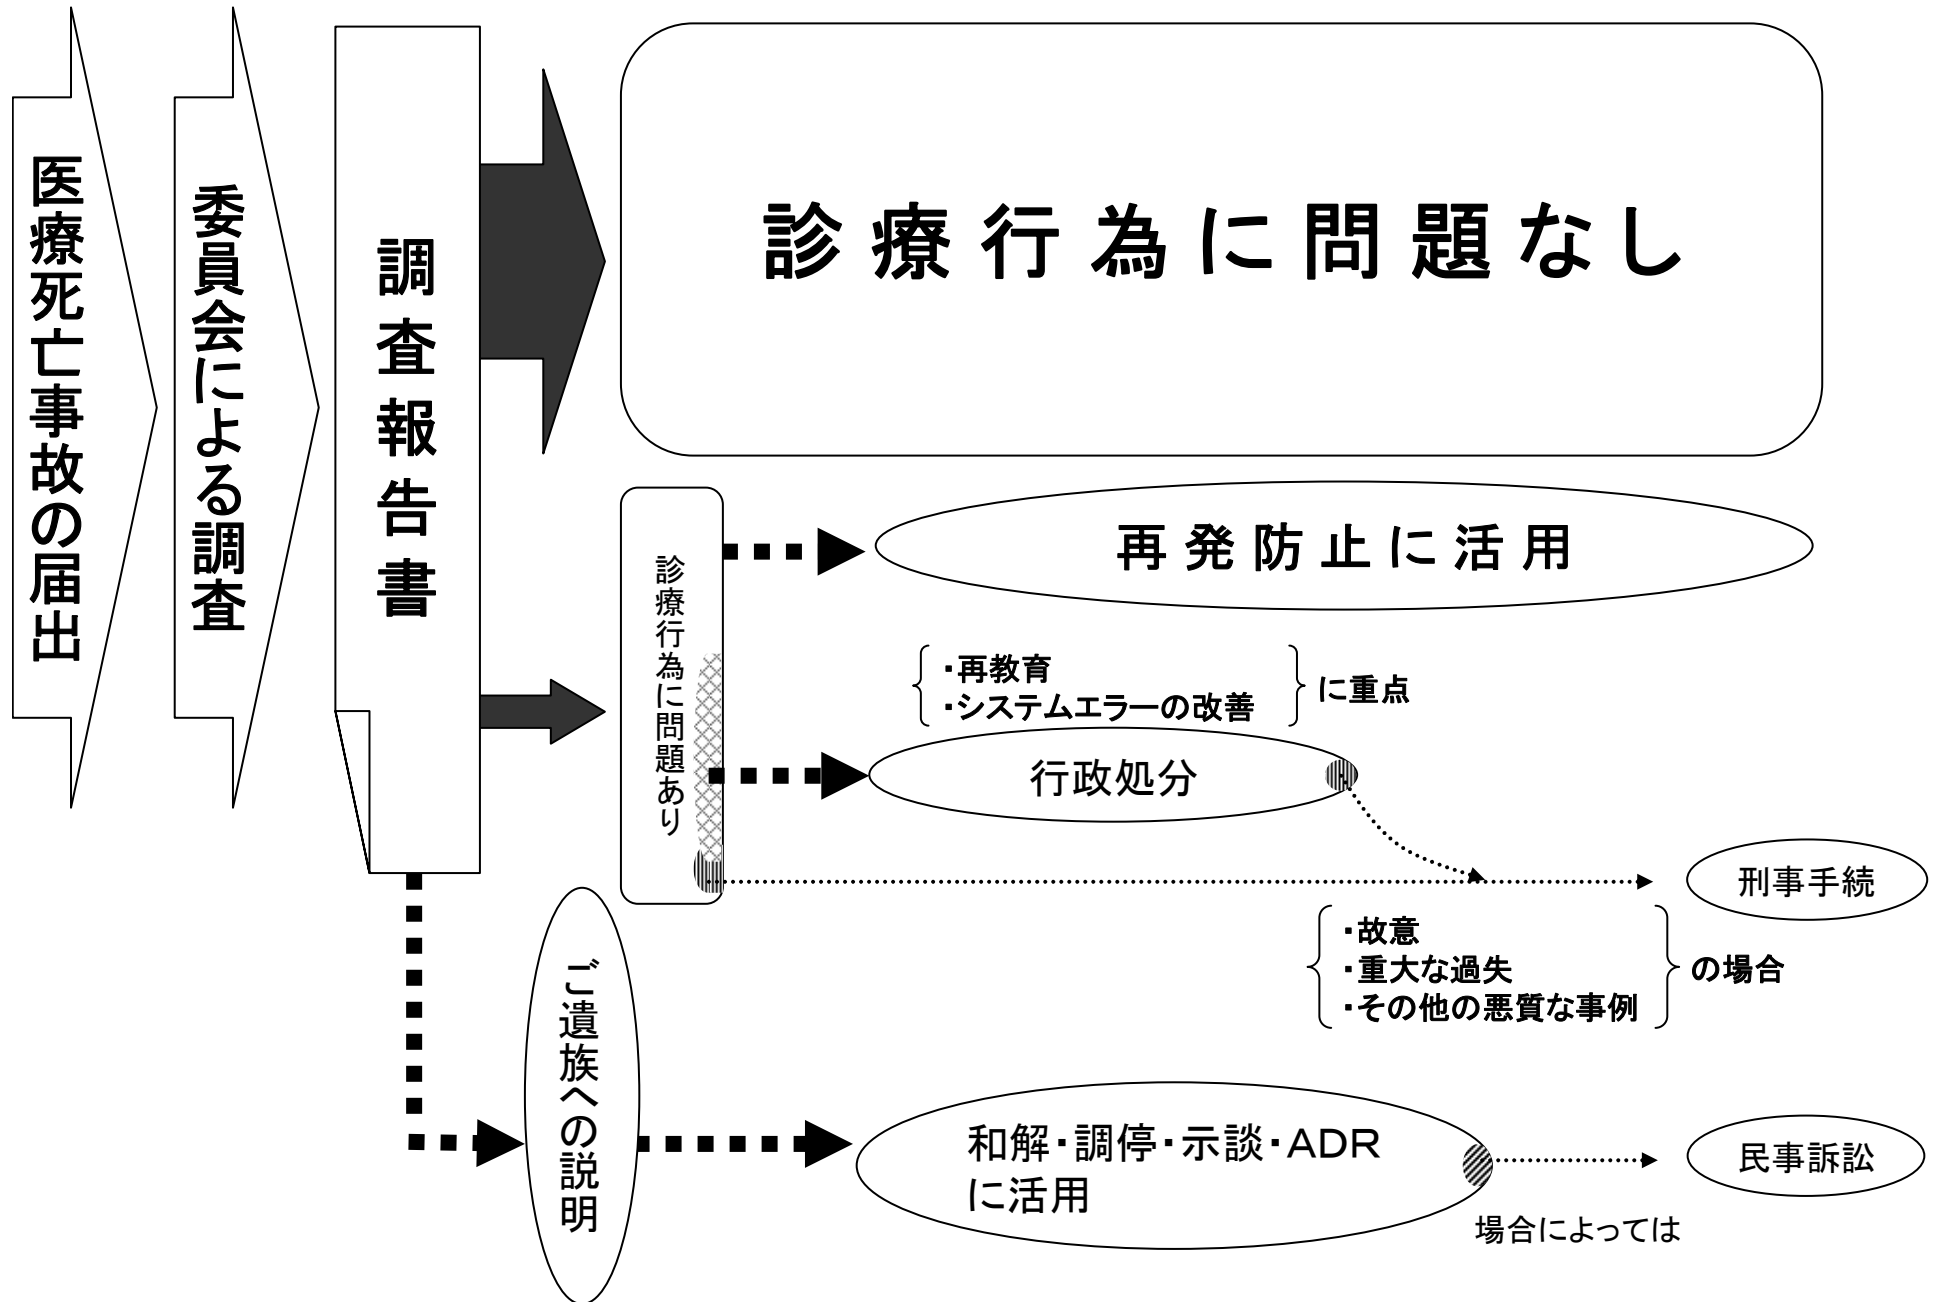 医療死亡事故の届出
委員会による調査
調査報告書
診療行為に問題なし
診療行為に問題あり
再発防止に活用
・再教育
・システムエラーの改善
に重点
行政処分
刑事手続
・故意
・重大な過失
・その他の悪質な事例
の場合
ご遺族への説明
和解・調停・示談・ADR
に活用
民事訴訟
場合によっては